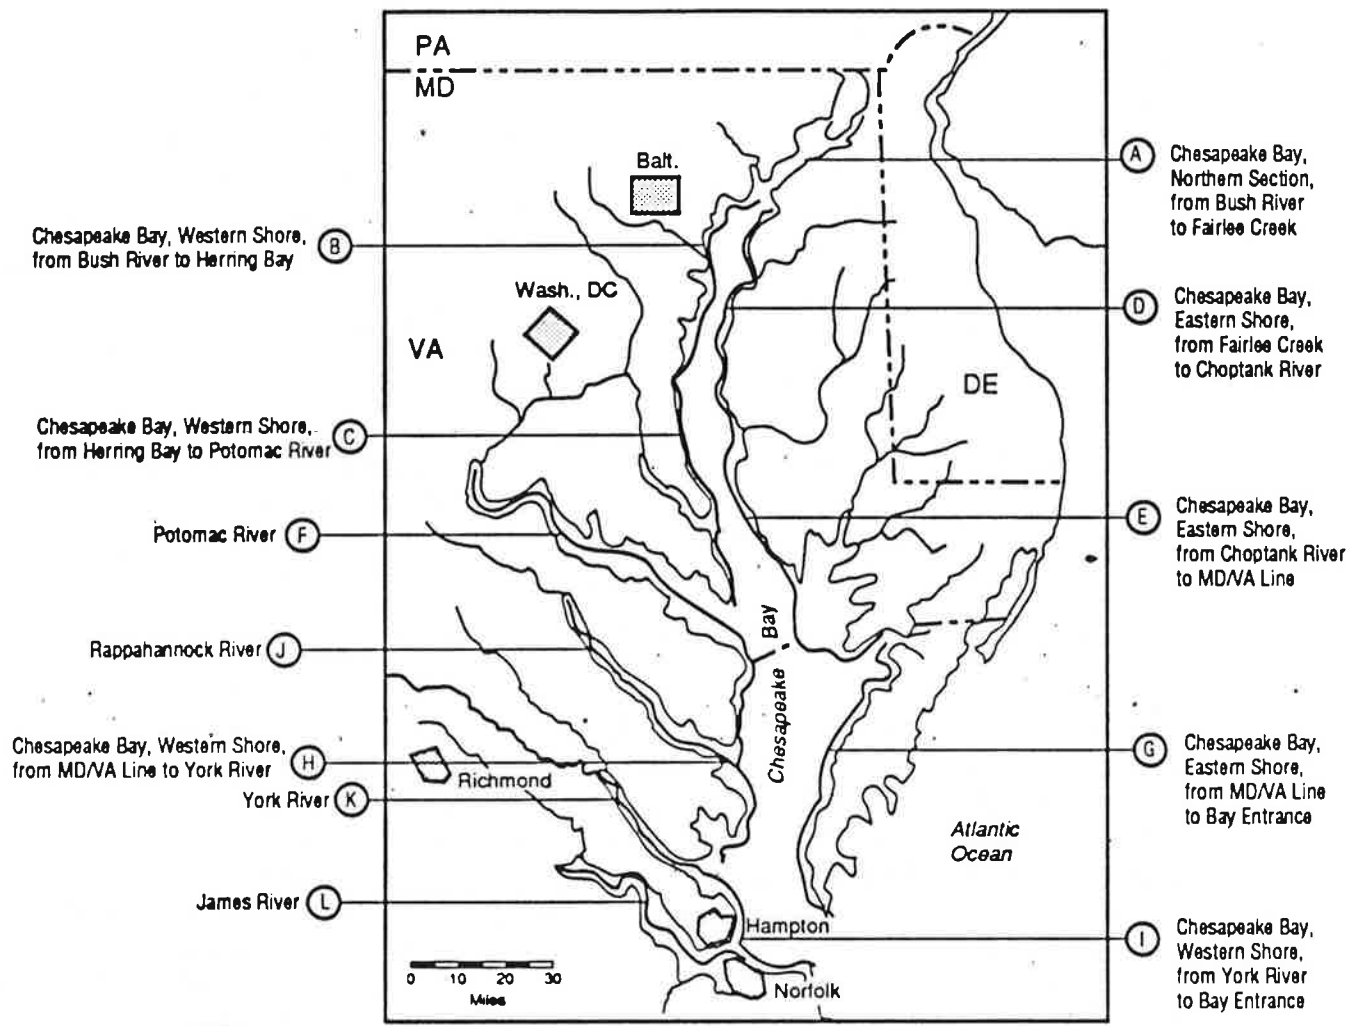 PA
MD
Balt.
Wash., DC
VA
DE
A
Chesapeake Bay,
Northern Section,
from Bush River
to Fairlee Creek
B
Chesapeake Bay, Western Shore,
from Bush River to Herring Bay
D
Chesapeake Bay,
Eastern Shore,
from Fairlee Creek
to Choptank River
C
Chesapeake Bay, Western Shore,
from Herring Bay to Potomac River
E
Chesapeake Bay,
Eastern Shore,
from Choptank River
to MD/VA Line
Potomac River F
Chesapeake Bay
Rappahannock River J
Chesapeake Bay, Western Shore,
from MD/VA Line to York River
H
Richmond
York River K
G
Chesapeake Bay,
Eastern Shore,
from MD/VA Line
to Bay Entrance
Atlantic
Ocean
James River L
Hampton
Norfolk
I
Chesapeake Bay,
Western Shore,
from York River
to Bay Entrance
0 10 20 30
Miles